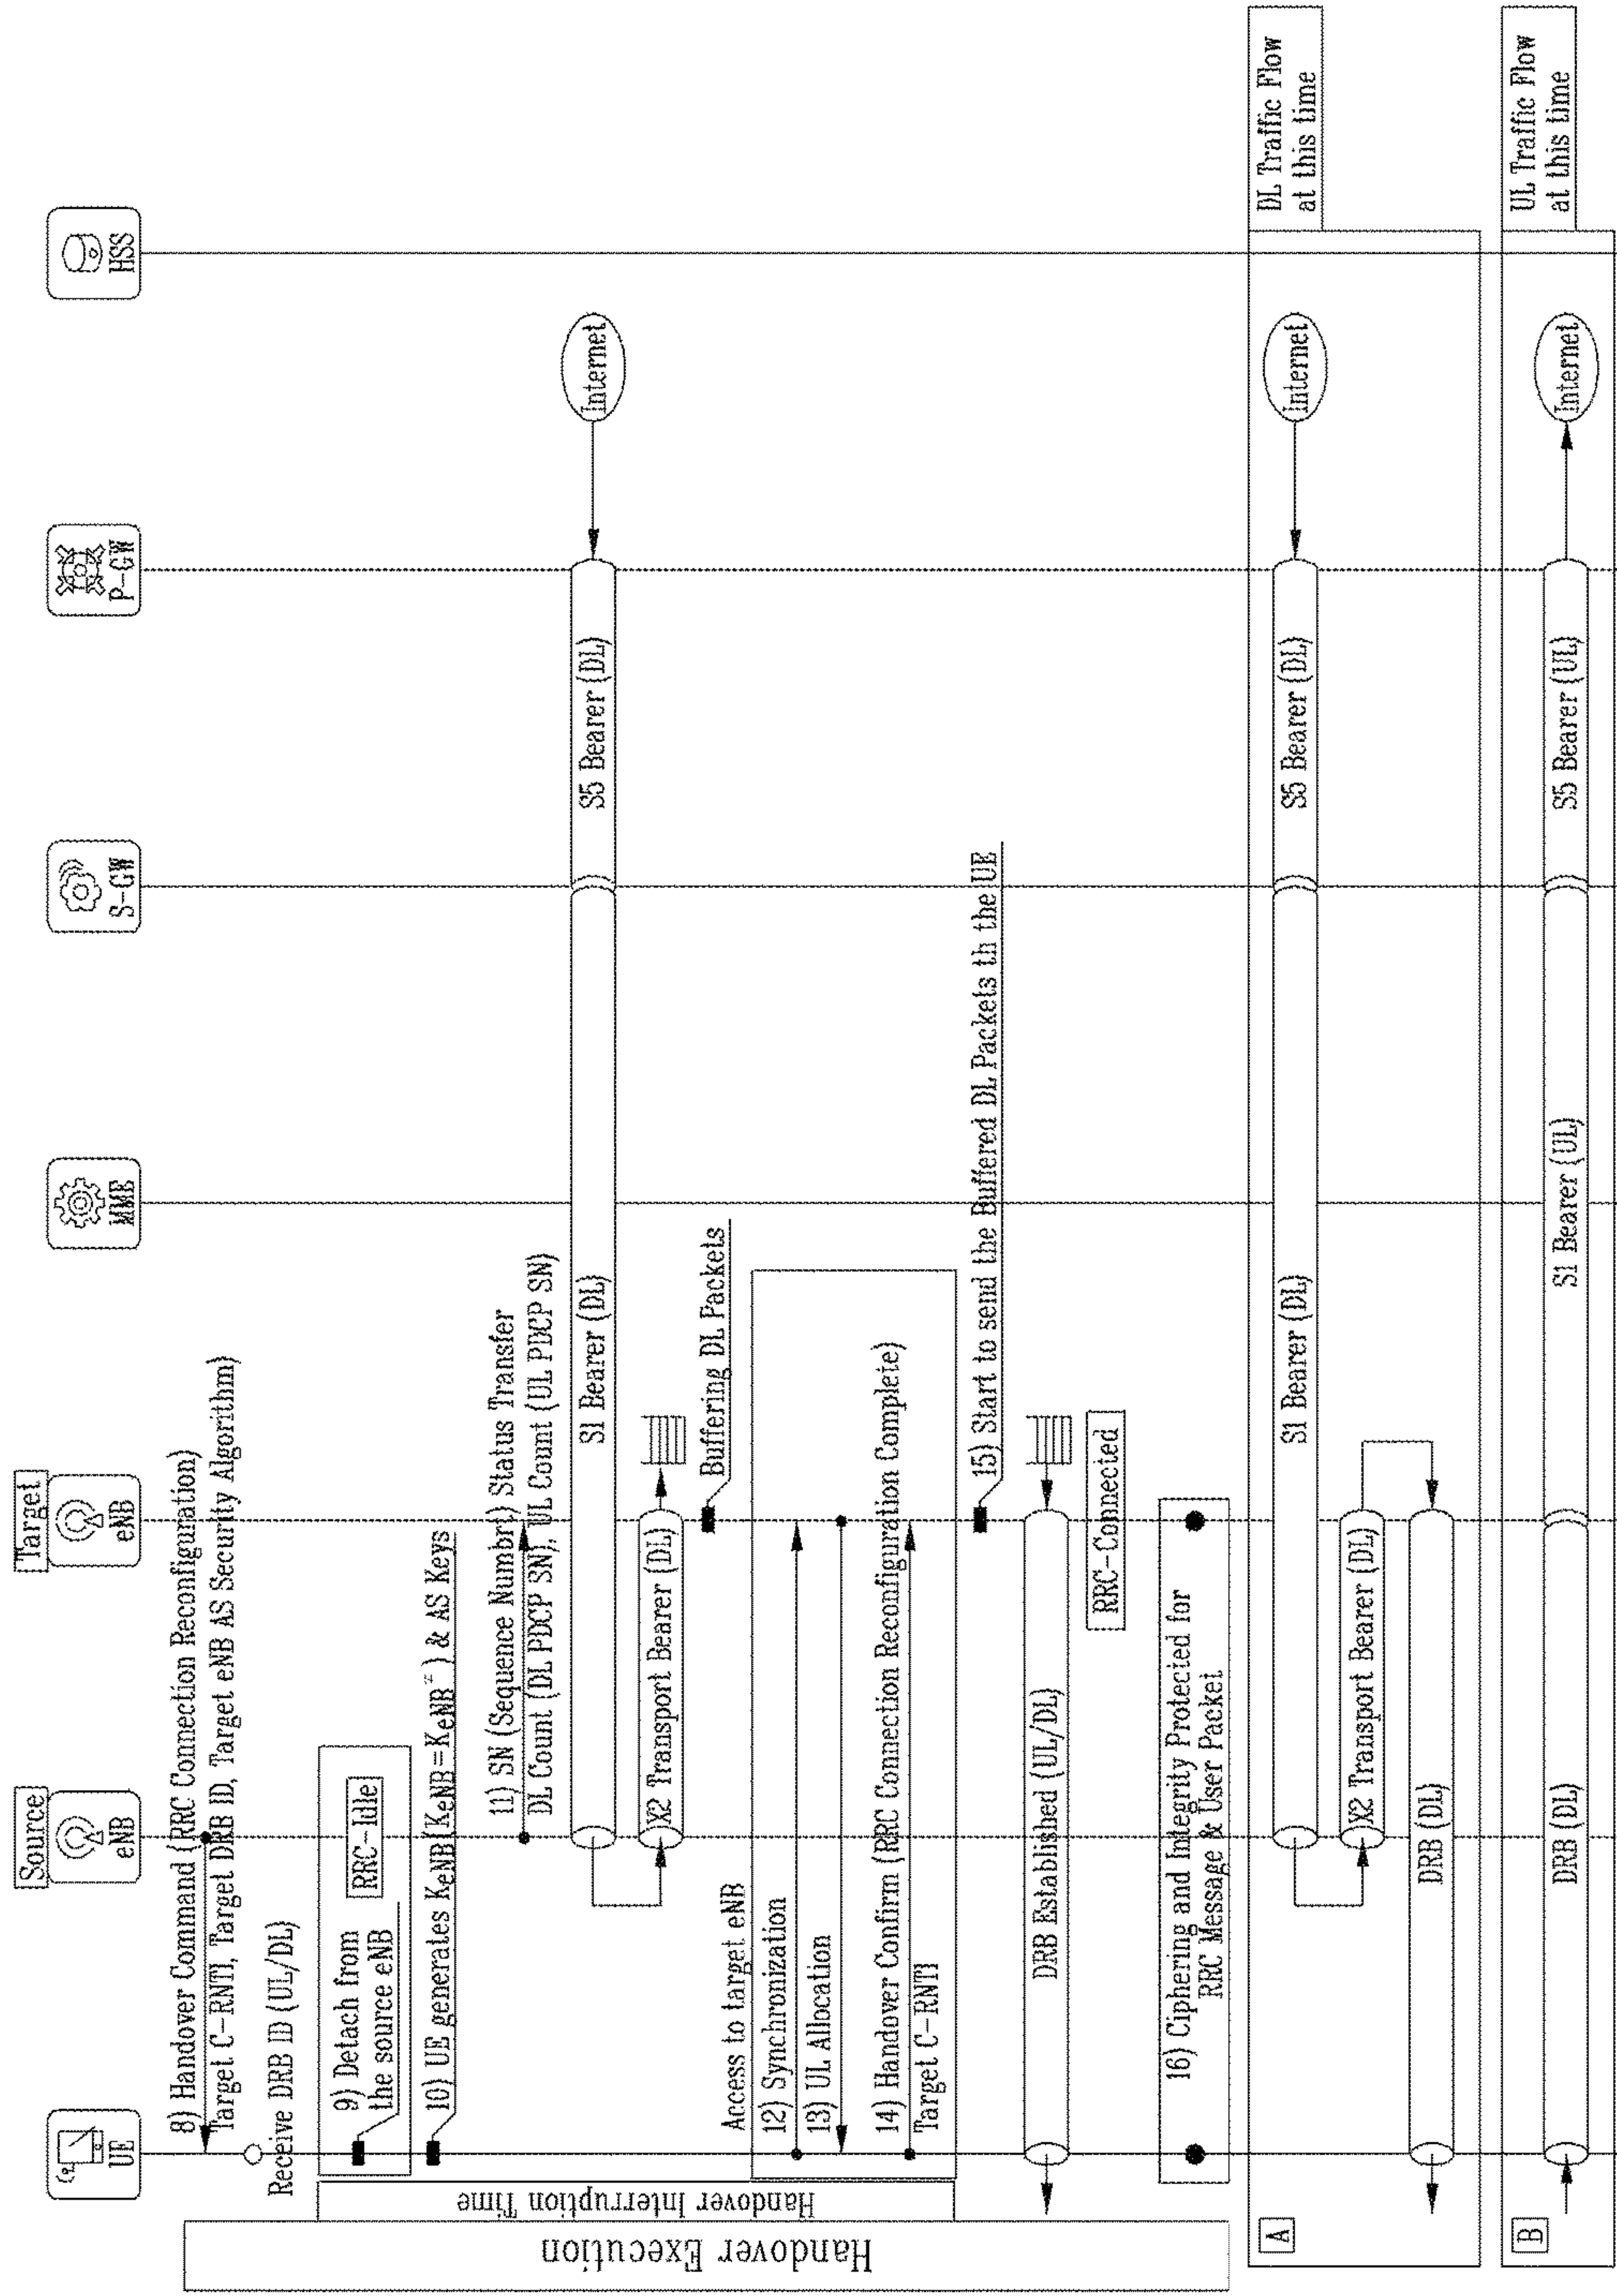 Source
Target
UE
eNB
eNB
MME
S-GW
P-GW
HSS
8) Handover Command (RRC Connection Reconfiguration)
Target C-RNTI, Target DRB ID, Target eNB AS Security Algorithm)
Receive DRB ID (UL/DL)
9) Detach from
the source eNB
RRC-Idle
10) UE generates KeNB (KeNB=KeNB*) & AS Keys
11) SN (Sequence Numbrt) Status Transfer
DL Count (DL PDCP SN), UL Count (UL PDCP SN)
S1 Bearer (DL)
S5 Bearer (DL)
Internet
X2 Transport Bearer (DL)
Buffering DL Packets
Access to target eNB
12) Synchronization
13) UL Allocation
14) Handover Confirm (RRC Connection Reconfiguration Complete)
Target C-RNTI
15) Start to send the Buffered DL Packets th the UE
DRB Established (UL/DL)
RRC-Connected
16) Ciphering and Integrity Protected for
RRC Message & User Packet
Handover Interruption Time
Handover Execution
A
DL Traffic Flow
at this time
S1 Bearer (DL)
S5 Bearer (DL)
Internet
X2 Transport Bearer (DL)
DRB (DL)
B
UL Traffic Flow
at this time
DRB (DL)
S1 Bearer (UL)
S5 Bearer (UL)
Internet